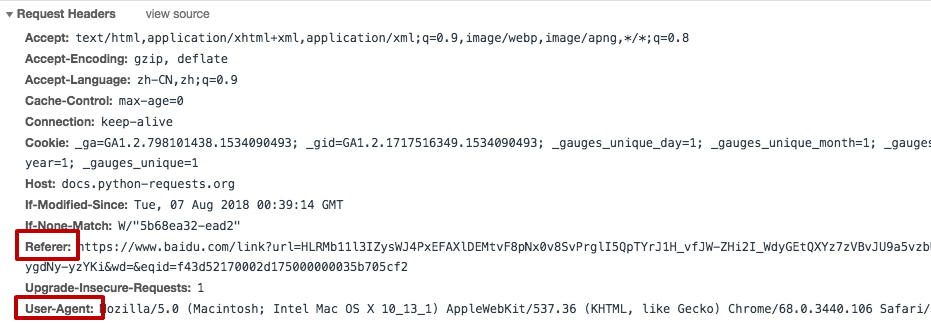 Request Headers view source
Accept: text/html,application/xhtml+xml,application/xml;q=0.9,image/webp,image/apng,*/*;q=0.8
Accept-Encoding: gzip, deflate
Accept-Language: zh-CN,zh;q=0.9
Cache-Control: max-age=0
Connection: keep-alive
Cookie: _ga=GA1.2.798101438.1534090493; _gid=GA1.2.1717516349.1534090493; _gauges_unique_day=1; _gauges_unique_month=1; _gauges
year=1; _gauges_unique=1
Host: docs.python-requests.org
If-Modified-Since: Tue, 07 Aug 2018 00:39:14 GMT
If-None-Match: W/"5b68ea32-ead2"
Referer: https://www.baidu.com/link?url=HLRMb11l3IZysWJ4PxEFAXlDEMtvF8pNx0v8SvPrglI5QpTYrJ1H_vfJW-ZHi2I_WdyGEtQXYz7zVBvJU9a5vzb
ygdNy-yzYKi&wd=&eqid=f43d52170002d175000000035b705cf2
Upgrade-Insecure-Requests: 1
User-Agent: Mozilla/5.0 (Macintosh; Intel Mac OS X 10_13_1) AppleWebKit/537.36 (KHTML, like Gecko) Chrome/68.0.3440.106 Safari/